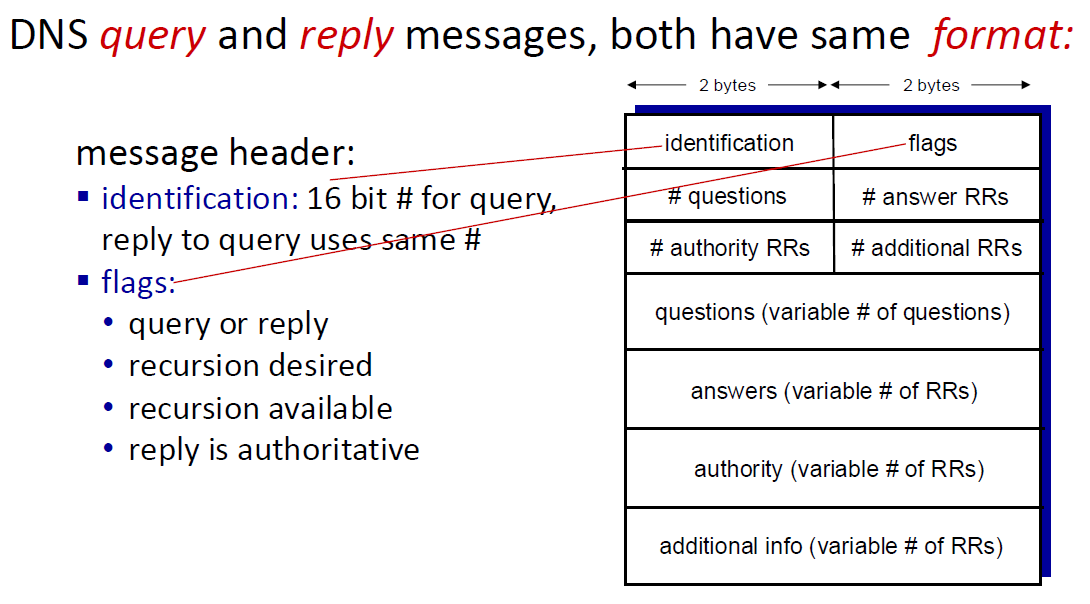 DNS query and reply messages, both have same format:
message header:
▪ identification: 16 bit # for query,
reply to query uses same #
▪ flags:
• query or reply
• recursion desired
• recursion available
• reply is authoritative
2 bytes 2 bytes
identification flags
# questions # answer RRs
# authority RRs # additional RRs
questions (variable # of questions)
answers (variable # of RRs)
authority (variable # of RRs)
additional info (variable # of RRs)